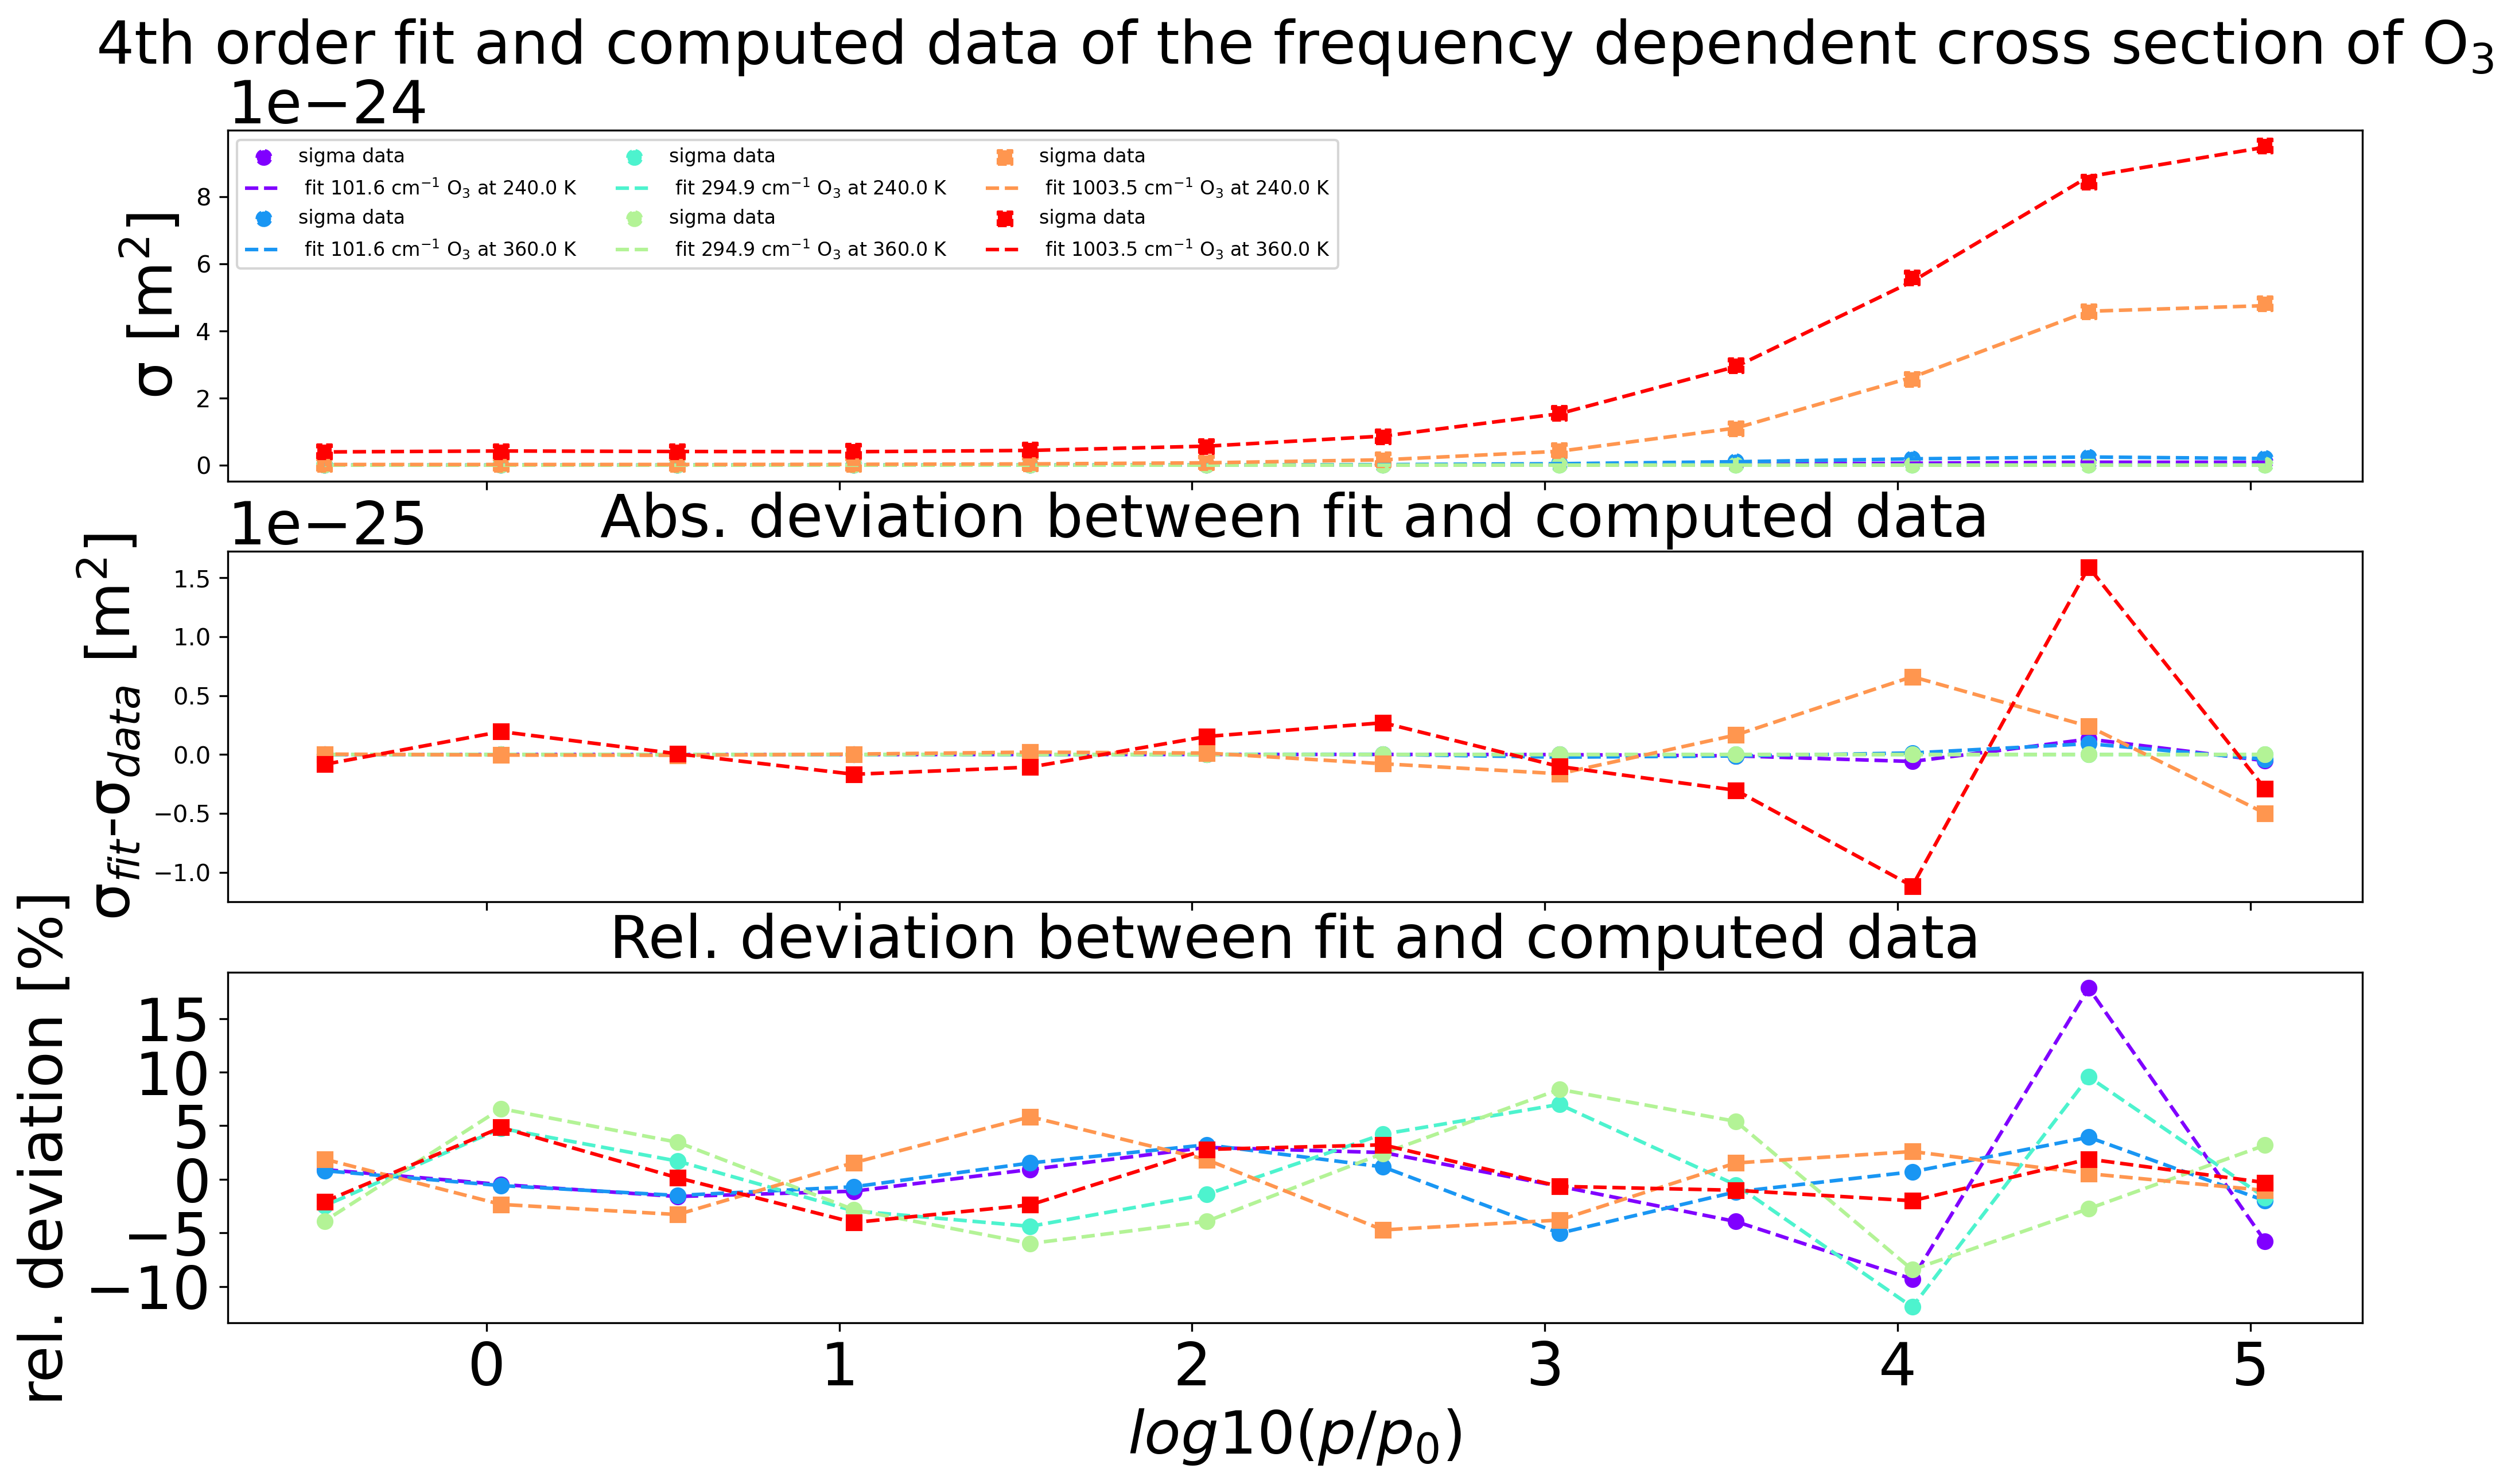 4th order fit and computed data of the frequency dependent cross section of O₃
1e−24
sigma data
fit 101.6 cm⁻¹ O₃ at 240.0 K
sigma data
fit 101.6 cm⁻¹ O₃ at 360.0 K
sigma data
fit 294.9 cm⁻¹ O₃ at 240.0 K
sigma data
fit 294.9 cm⁻¹ O₃ at 360.0 K
sigma data
fit 1003.5 cm⁻¹ O₃ at 240.0 K
sigma data
fit 1003.5 cm⁻¹ O₃ at 360.0 K
σ [m²]
8
6
4
2
0
Abs. deviation between fit and computed data
1e−25
σfit-σdata [m²]
1.5
1.0
0.5
0.0
−0.5
−1.0
Rel. deviation between fit and computed data
rel. deviation [%]
15
10
5
0
−5
−10
0 1 2 3 4 5
log10(p/p₀)